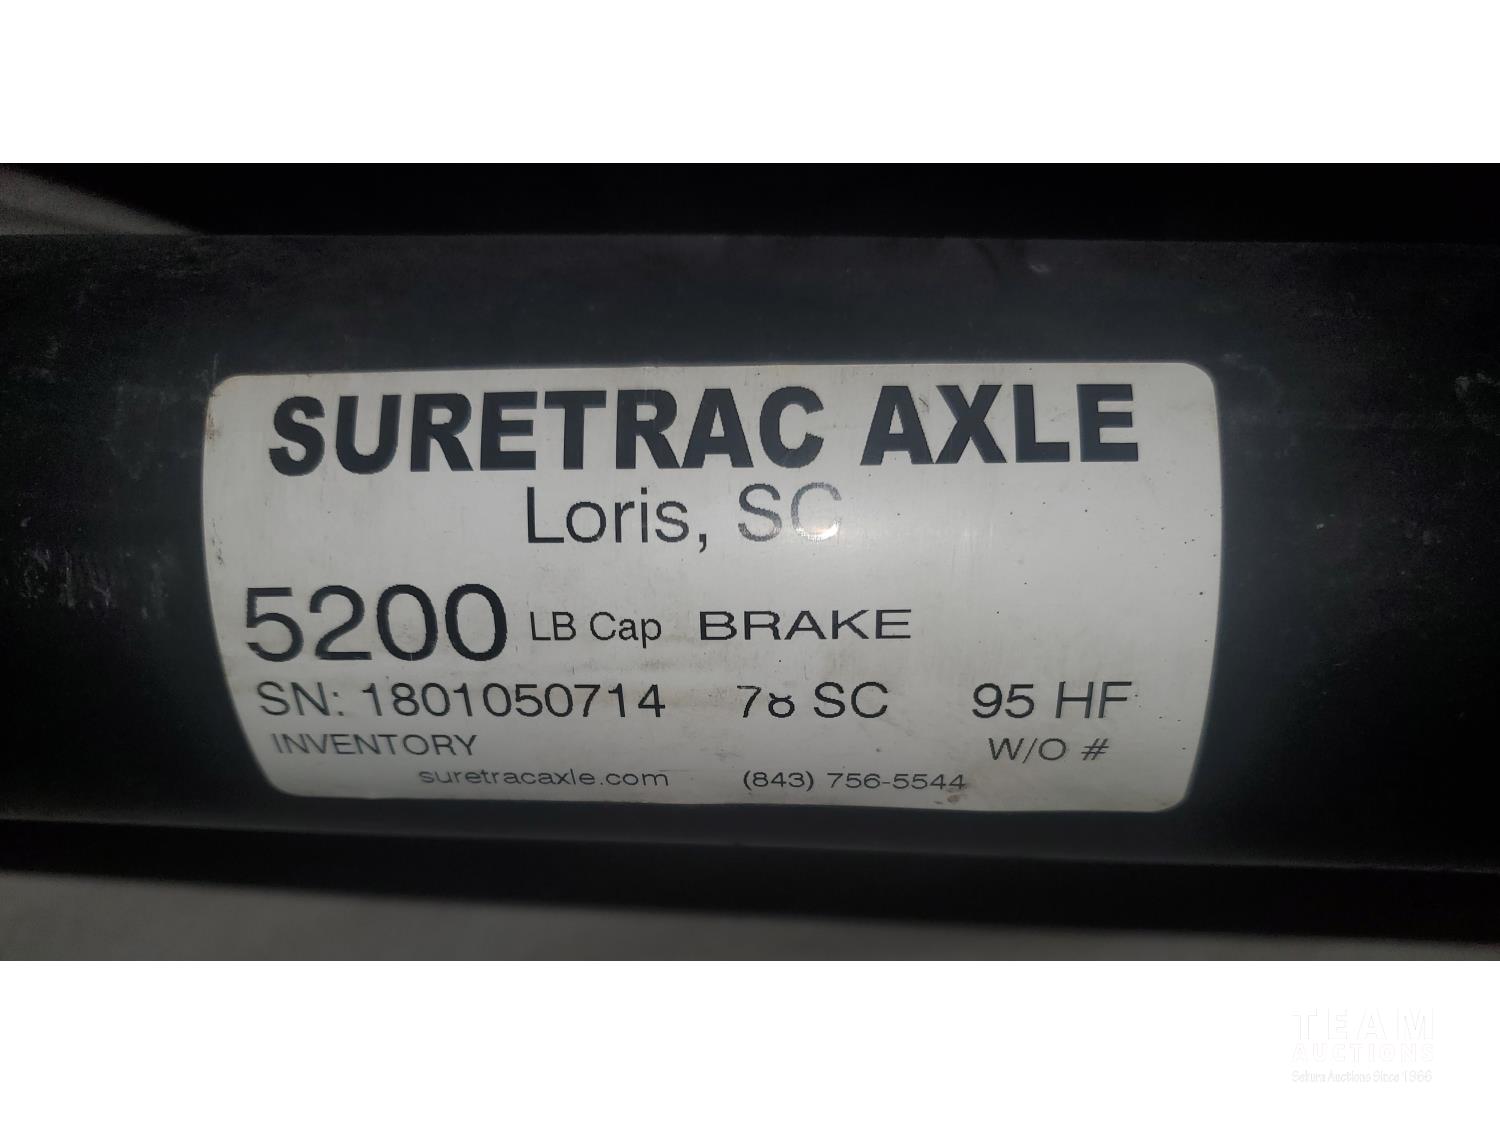 SURETRAC AXLE
Loris, SC
5200 LB Cap BRAKE
SN: 1801050714 78 SC 95 HF
INVENTORY W/O #
suretracaxle.com (843) 756-5544
TEAM
AUCTIONS
Sekura Auctions Since 1966